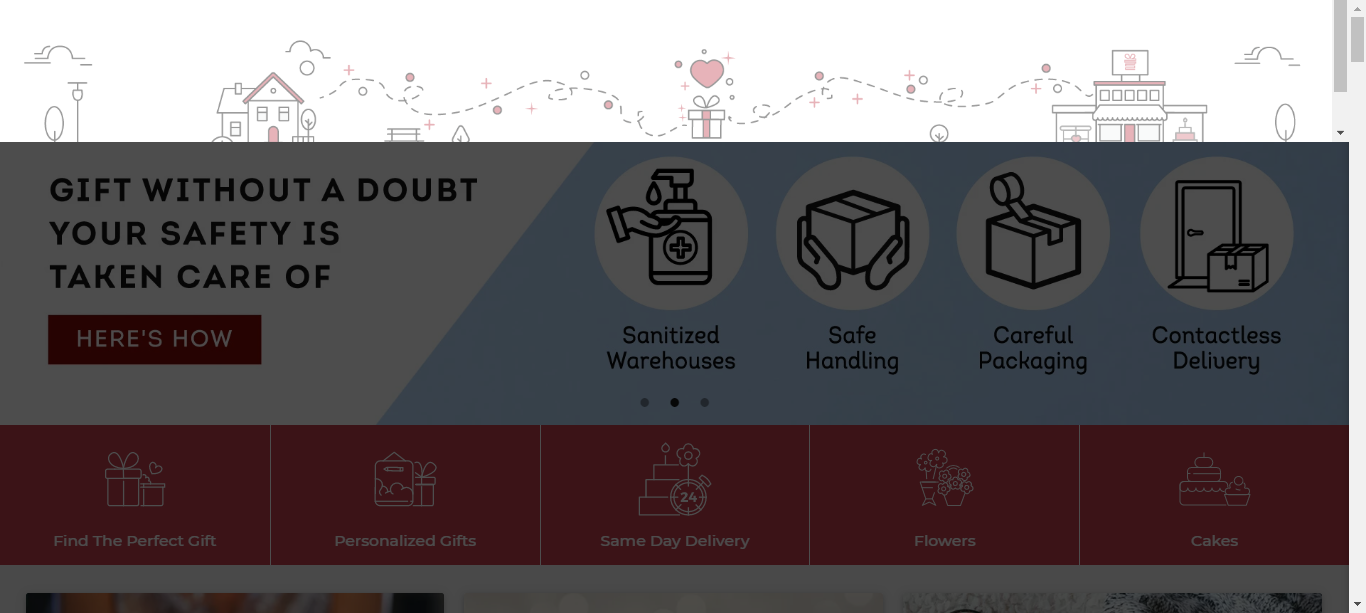 GIFT WITHOUT A DOUBT
YOUR SAFETY IS
TAKEN CARE OF
HERE'S HOW
Sanitized
Warehouses
Safe
Handling
Careful
Packaging
Contactless
Delivery
24
Find The Perfect Gift
Personalized Gifts
Same Day Delivery
Flowers
Cakes